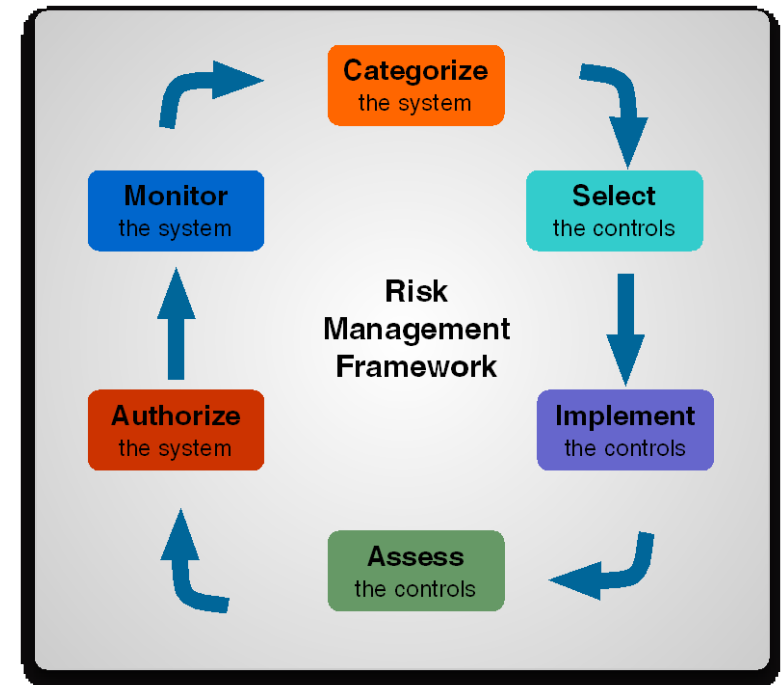 Categorize
the system
Select
the controls
Implement
the controls
Assess
the controls
Authorize
the system
Monitor
the system
Risk
Management
Framework